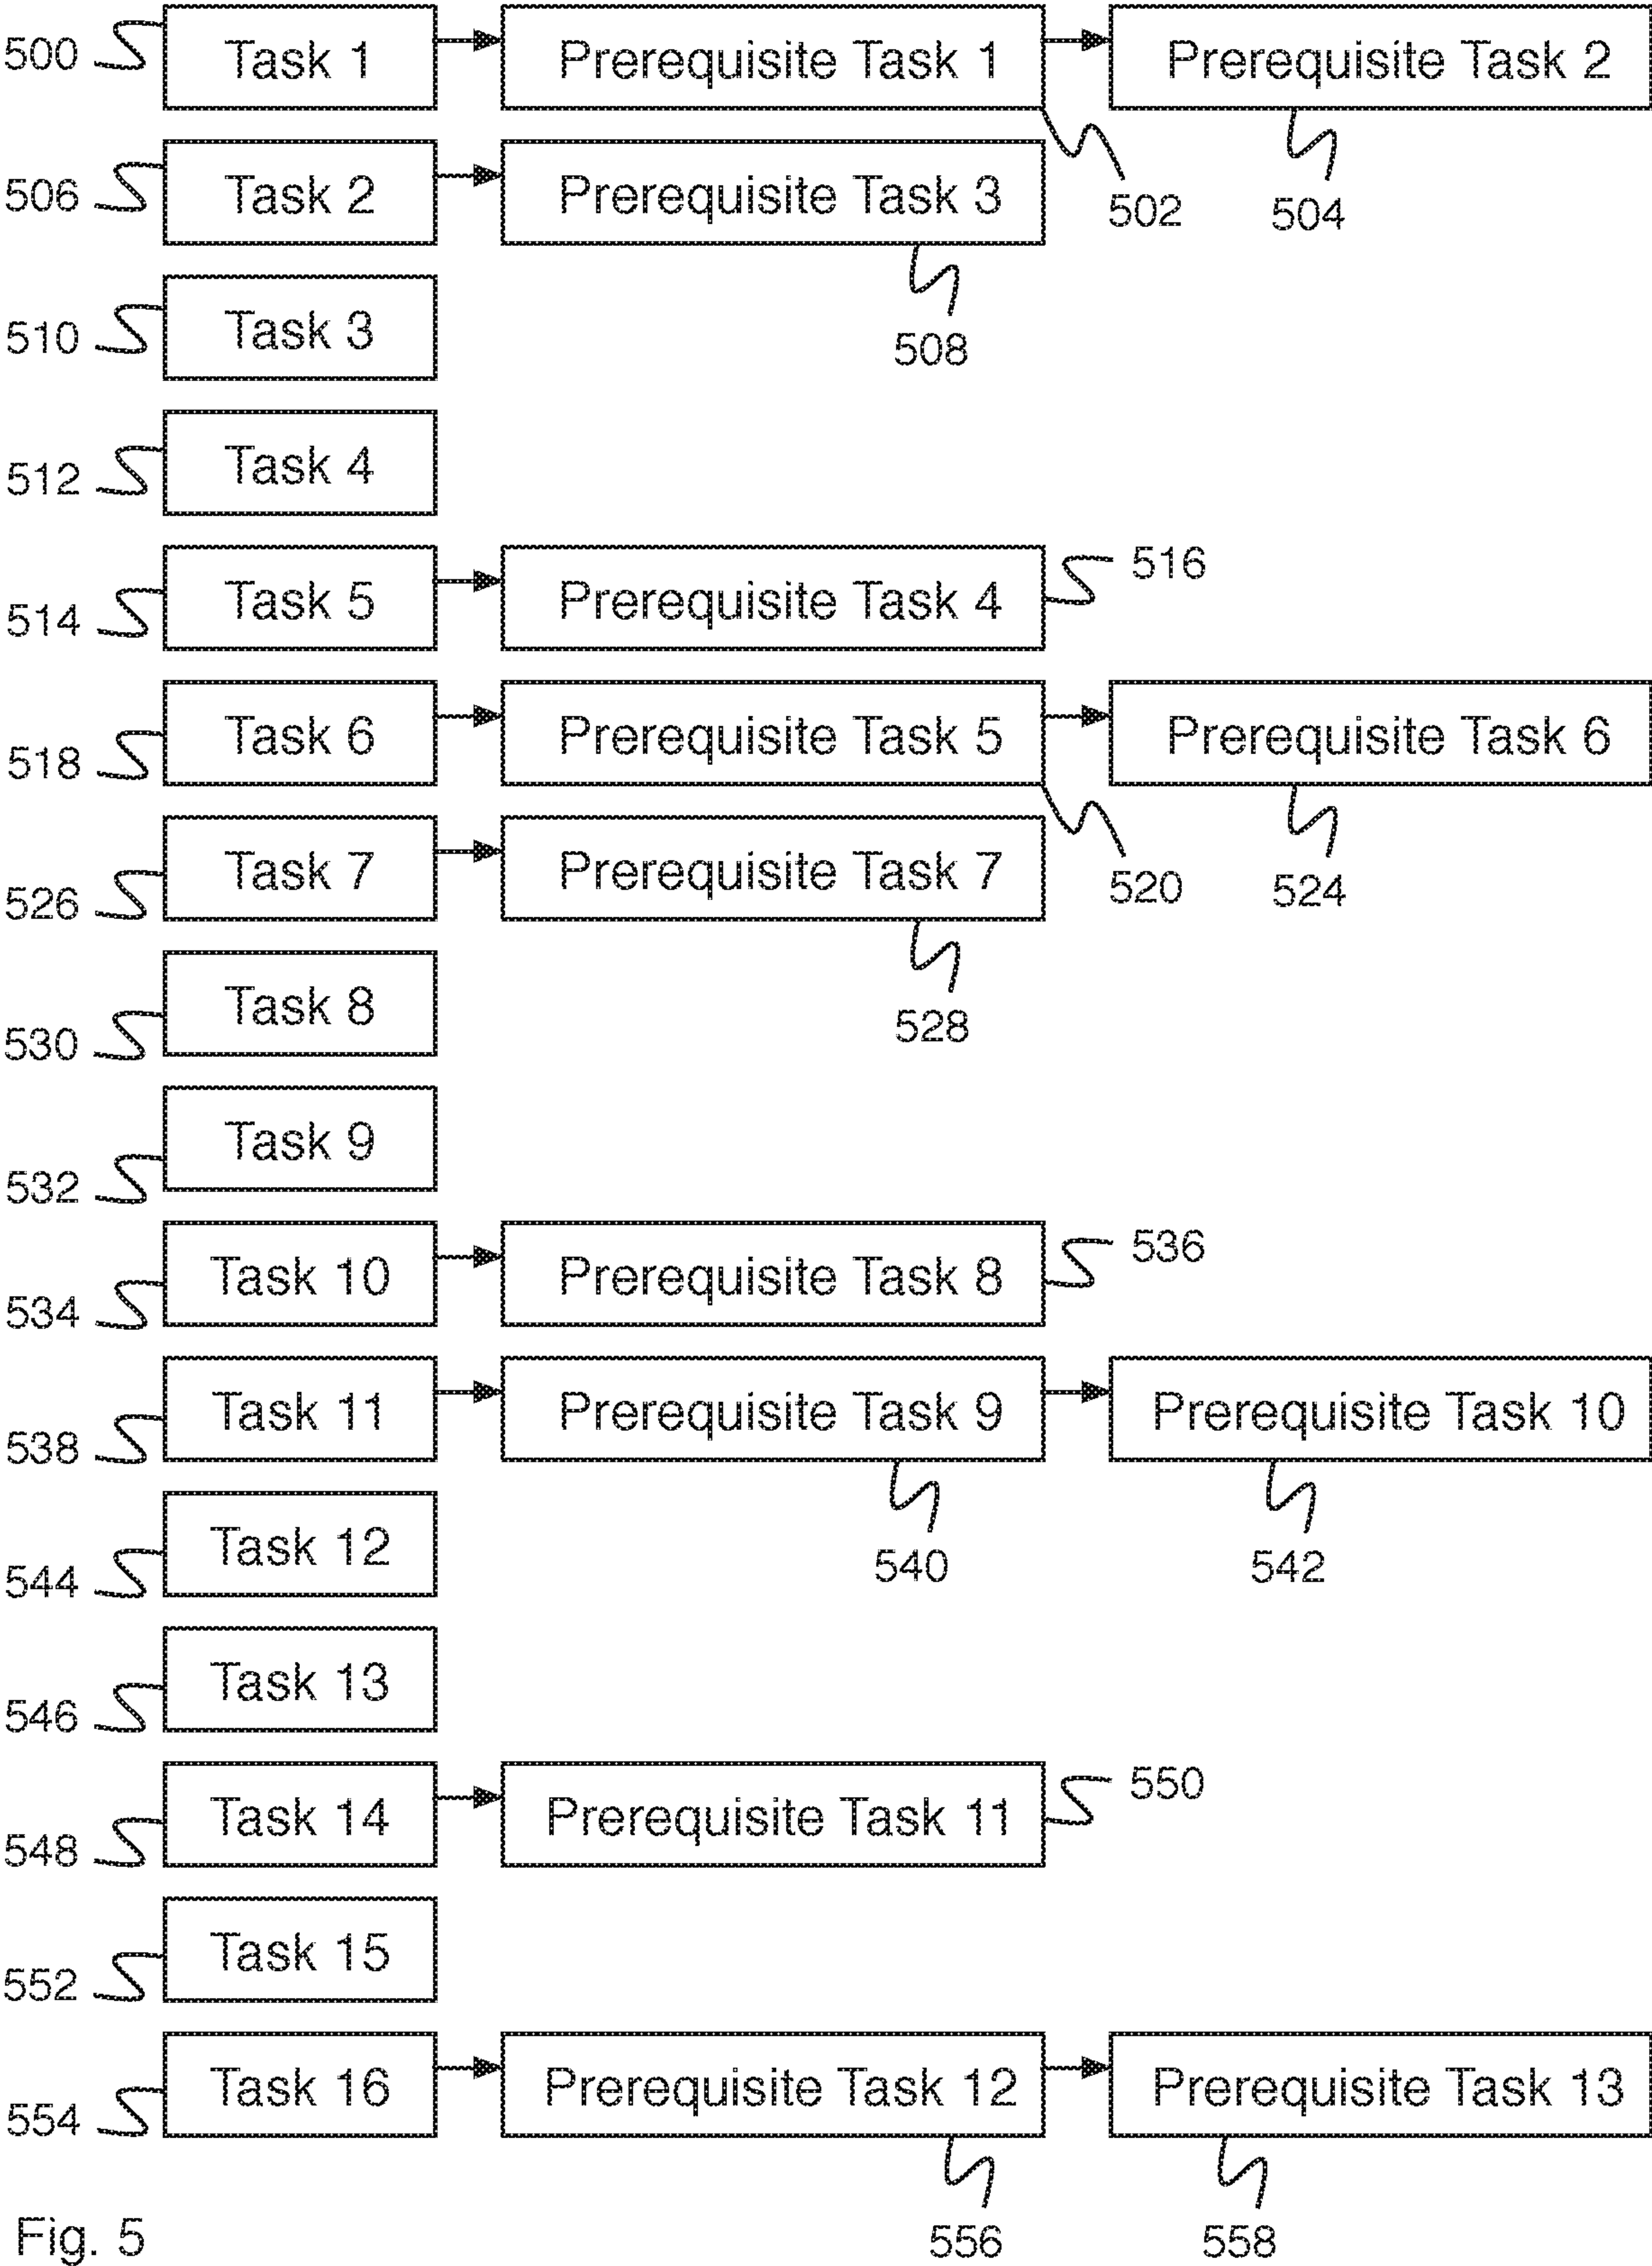 500 Task 1 Prerequisite Task 1 Prerequisite Task 2
506 Task 2 Prerequisite Task 3 502 504
510 Task 3 508
512 Task 4
514 Task 5 Prerequisite Task 4 516
518 Task 6 Prerequisite Task 5 Prerequisite Task 6
526 Task 7 Prerequisite Task 7 520 524
530 Task 8 528
532 Task 9
534 Task 10 Prerequisite Task 8 536
538 Task 11 Prerequisite Task 9 Prerequisite Task 10
544 Task 12 540 542
546 Task 13
548 Task 14 Prerequisite Task 11 550
552 Task 15
554 Task 16 Prerequisite Task 12 Prerequisite Task 13
Fig. 5 556 558